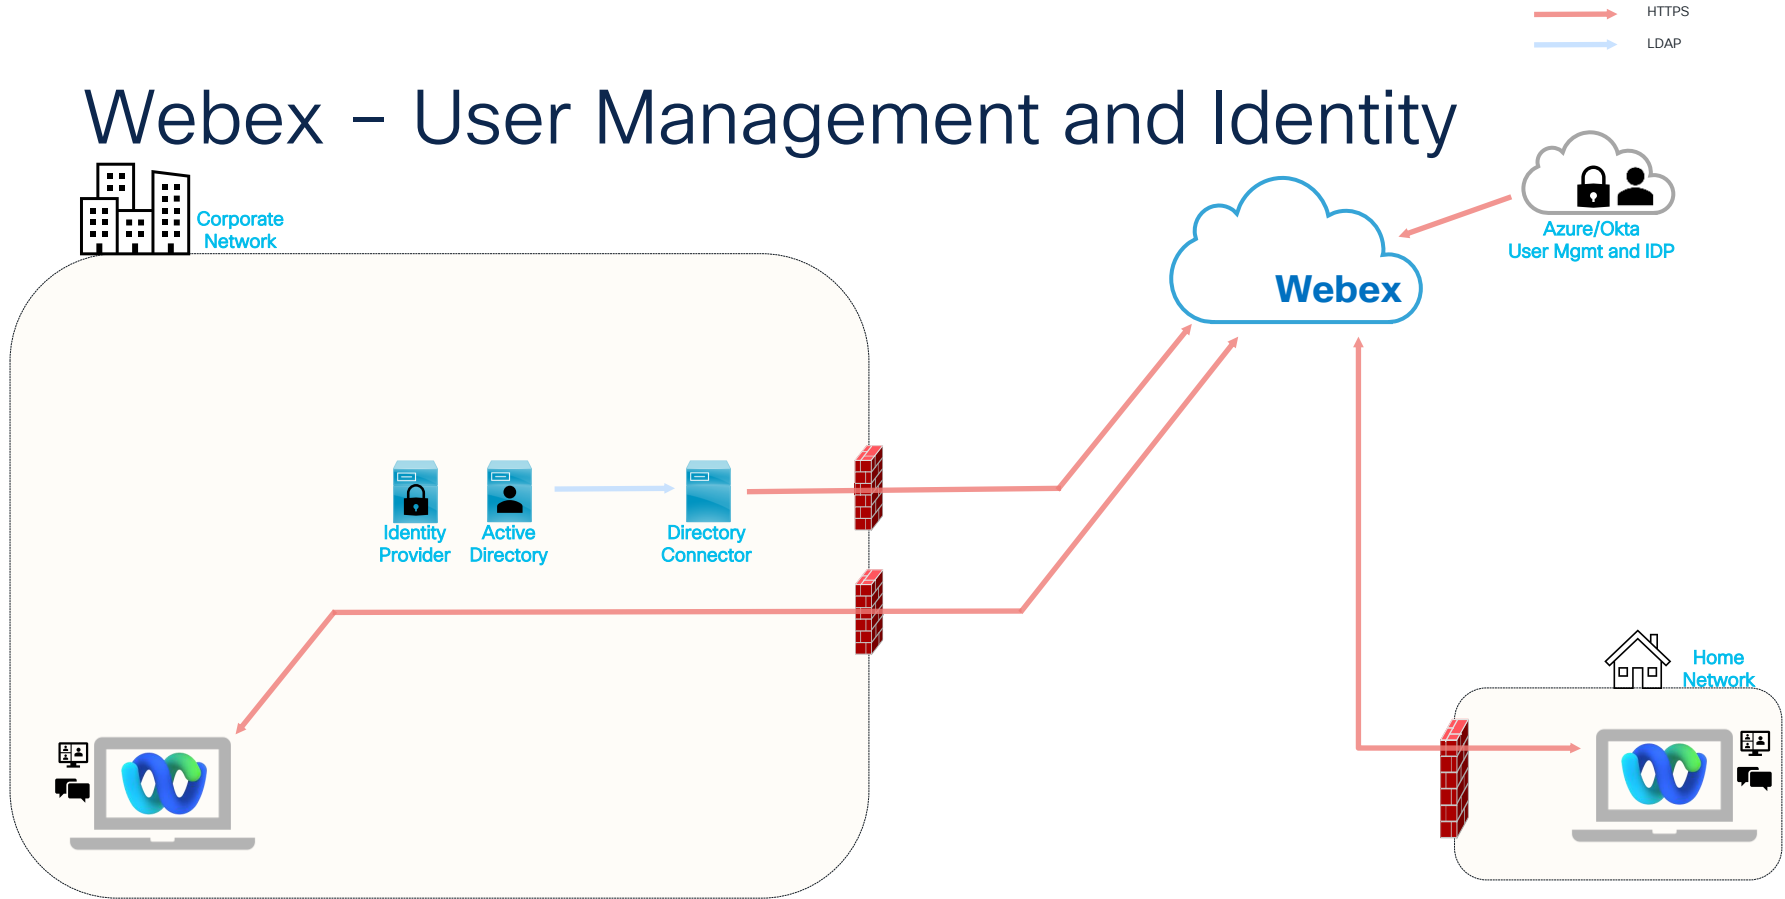 HTTPS
LDAP
Webex – User Management and Identity
Corporate
Network
Azure/Okta
User Mgmt and IDP
Webex
Identity
Provider
Active
Directory
Directory
Connector
Home
Network